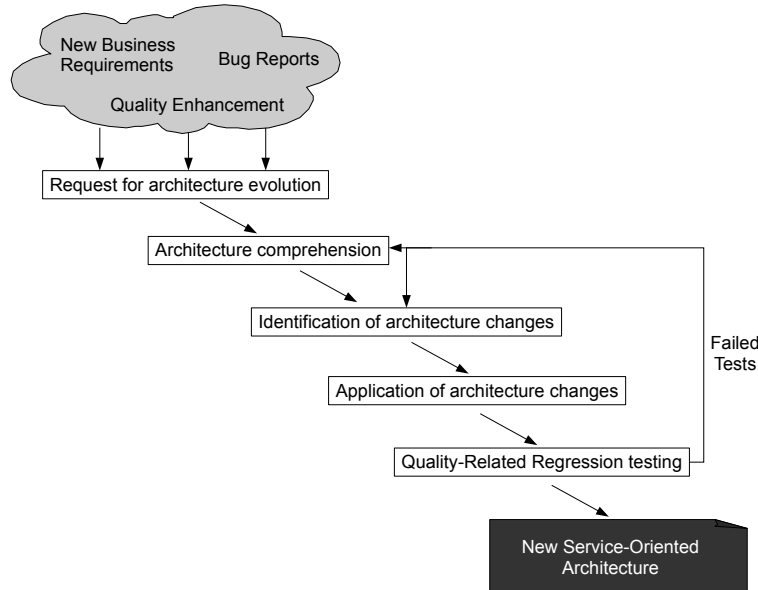 New Business
Requirements
Bug Reports
Quality Enhancement
Request for architecture evolution
Architecture comprehension
Identification of architecture changes
Failed
Tests
Application of architecture changes
Quality-Related Regression testing
New Service-Oriented
Architecture